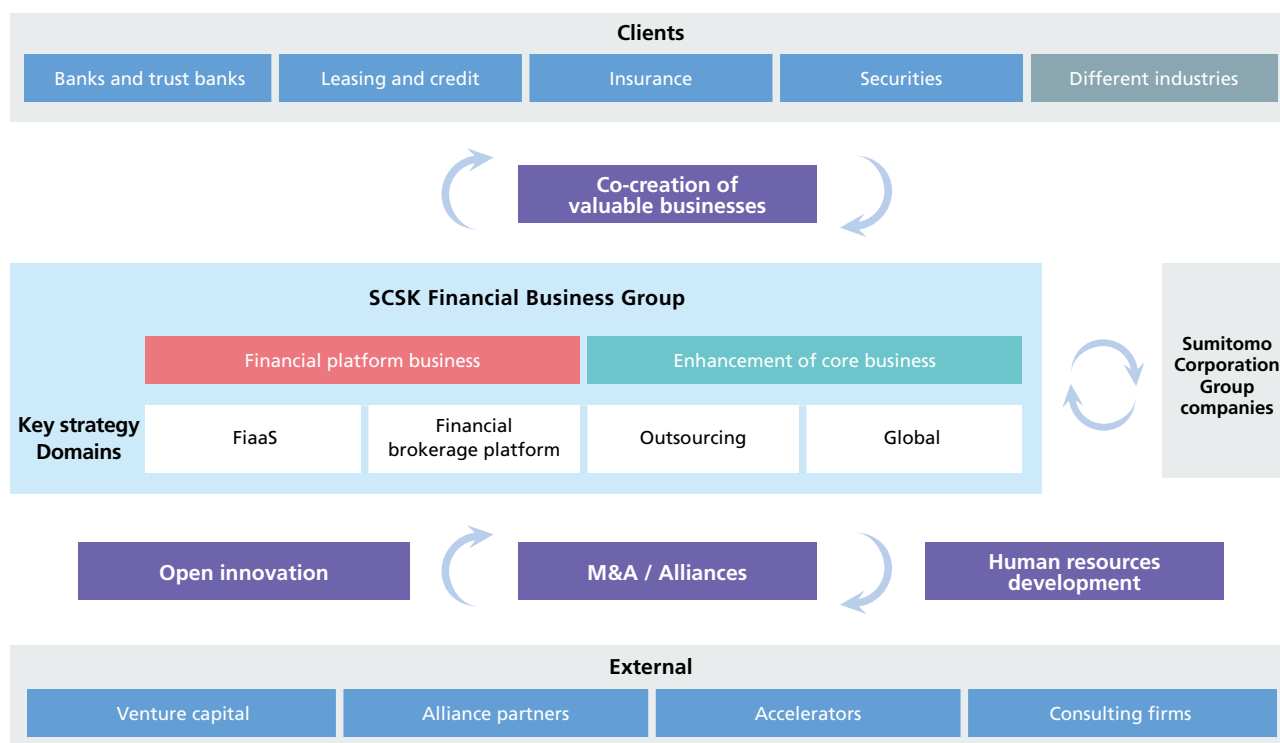 Clients
Banks and trust banks
Leasing and credit
Insurance
Securities
Different industries
Co-creation of
valuable businesses
SCSK Financial Business Group
Financial platform business
Enhancement of core business
Key strategy
Domains
FiaaS
Financial
brokerage platform
Outsourcing
Global
Sumitomo
Corporation
Group
companies
Open innovation
M&A / Alliances
Human resources
development
External
Venture capital
Alliance partners
Accelerators
Consulting firms